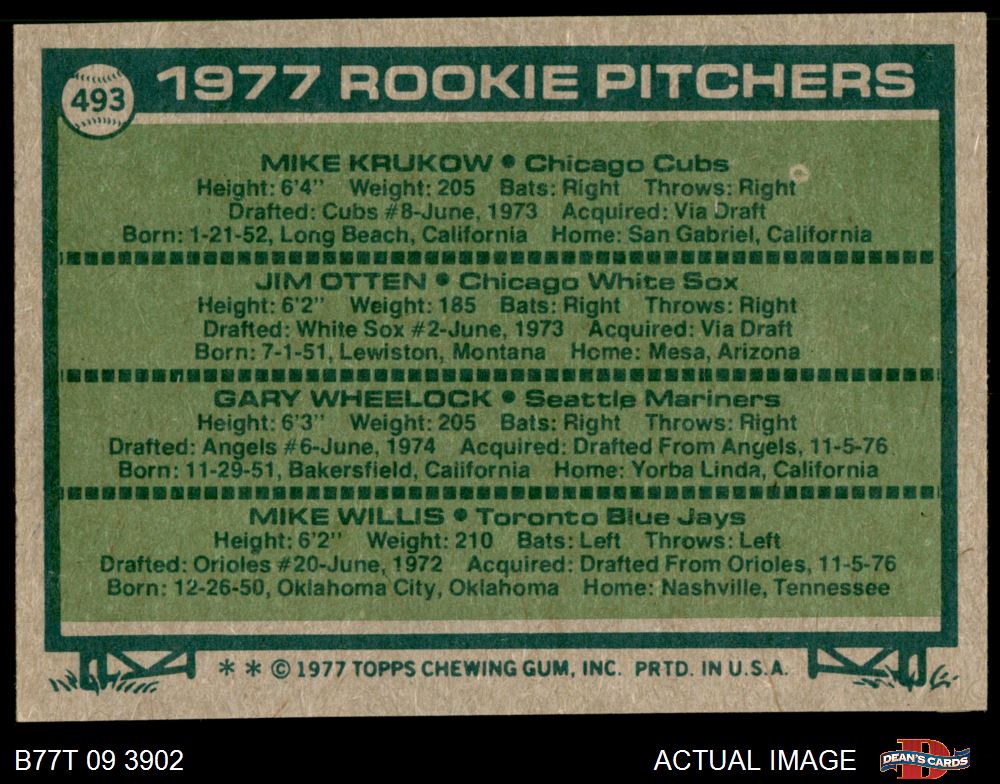 493
1977 ROOKIE PITCHERS
MIKE KRUKOW • Chicago Cubs
Height: 6'4" Weight: 205 Bats: Right Throws: Right
Drafted: Cubs #8-June, 1973 Acquired: Via Draft
Born: 1-21-52, Long Beach, California Home: San Gabriel, California
JIM OTTEN • Chicago White Sox
Height: 6'2" Weight: 185 Bats: Right Throws: Right
Drafted: White Sox #2-June, 1973 Acquired: Via Draft
Born: 7-1-51, Lewiston, Montana Home: Mesa, Arizona
GARY WHEELOCK • Seattle Mariners
Height: 6'3" Weight: 205 Bats: Right Throws: Right
Drafted: Angels #6-June, 1974 Acquired: Drafted From Angels, 11-5-76
Born: 11-29-51, Bakersfield, California Home: Yorba Linda, California
MIKE WILLIS • Toronto Blue Jays
Height: 6'2" Weight: 210 Bats: Left Throws: Left
Drafted: Orioles #20-June, 1972 Acquired: Drafted From Orioles, 11-5-76
Born: 12-26-50, Oklahoma City, Oklahoma Home: Nashville, Tennessee
* * © 1977 TOPPS CHEWING GUM, INC. PRTD. IN U.S.A.
B77T 09 3902
ACTUAL IMAGE
D
DEAN'S CARDS